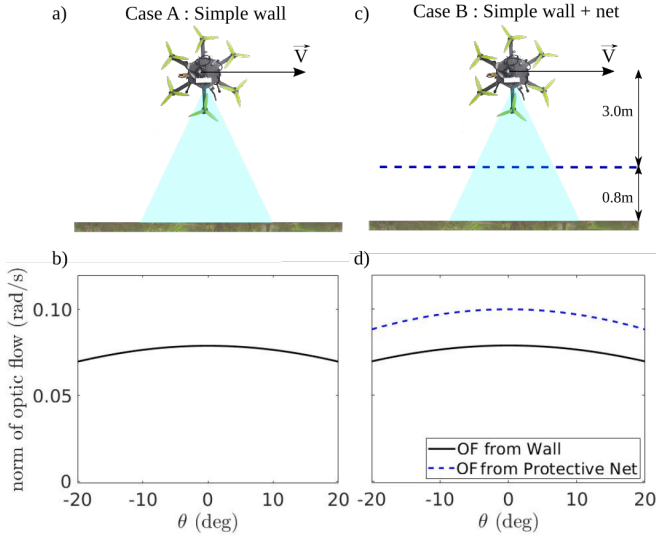 a) Case A : Simple wall
V
c) Case B : Simple wall + net
V
3.0m
0.8m
b)
norm of optic flow (rad/s)
0.10
0.05
0
-20 -10 0 10 20
θ (deg)
d)
OF from Wall
OF from Protective Net
-20 -10 0 10 20
θ (deg)